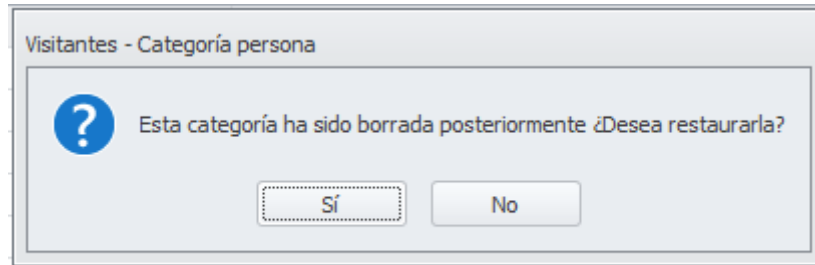 Visitantes - Categoría persona
?
Esta categoría ha sido borrada posteriormente ¿Desea restaurarla?
Sí
No